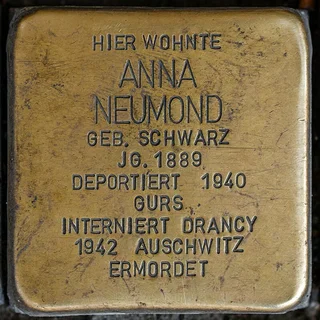 HIER WOHNTE
ANNA
NEUMOND
GEB. SCHWARZ
JG. 1889
DEPORTIERT 1940
GURS
INTERNIERT DRANCY
1942 AUSCHWITZ
ERMORDET